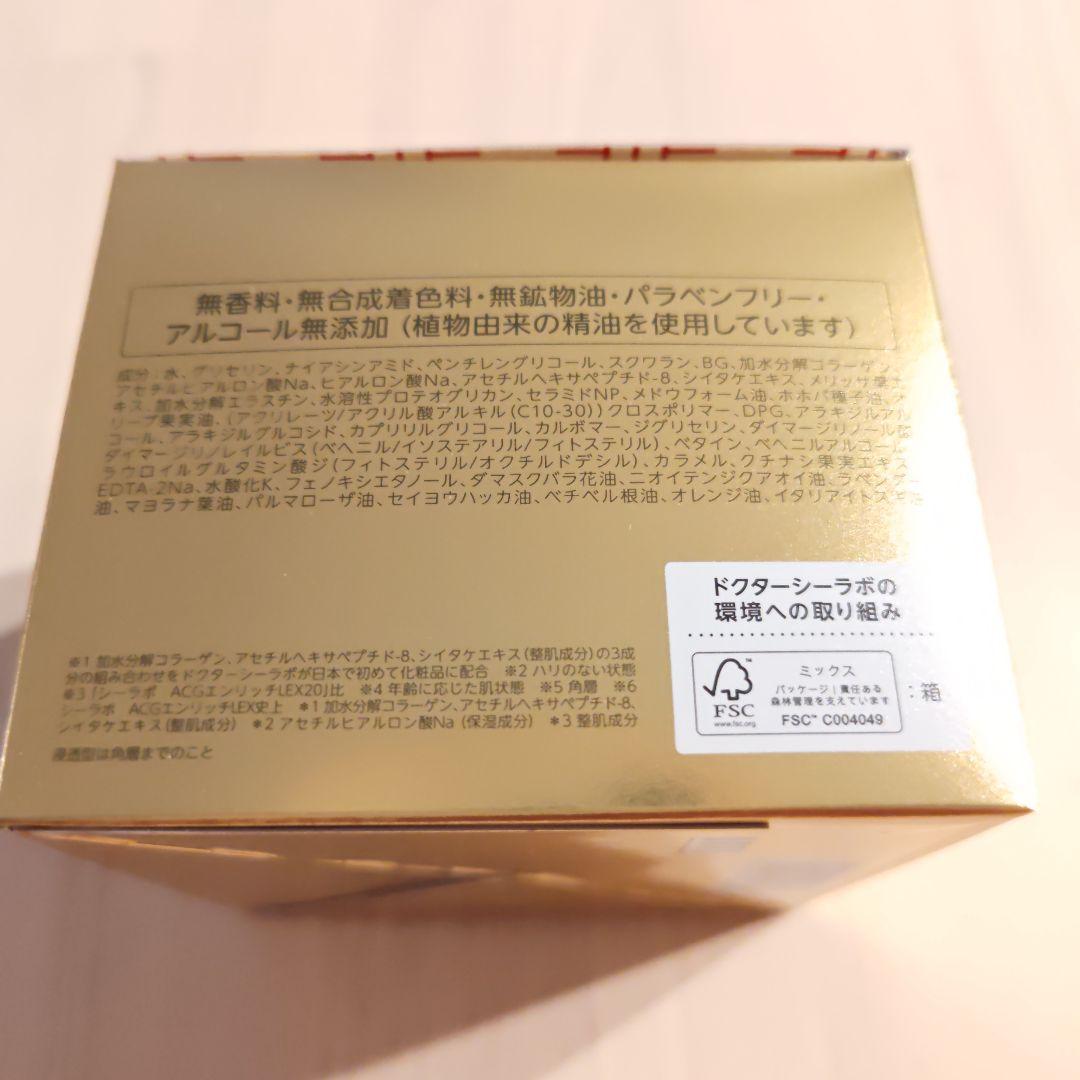 無香料・無合成着色料・無鉱物油・パラベンフリー・
アルコール無添加 (植物由来の精油を使用しています)
成分:水、グリセリン、ナイアシンアミド、ペンチレングリコール、スクワラン、BG、加水分解コラーゲン、
アセチルヒアルロン酸Na、ヒアルロン酸Na、アセチルヘキサペプチド-8、シイタケエキス、メリッサ葉エ
キス、加水分解エラスチン、水溶性プロテオグリカン、セラミドNP、メドウフォーム油、ホホバ種子油、オ
リーブ果実油、(アクリレーツ/アクリル酸アルキル(C10-30))クロスポリマー、DPG、アラキジルアル
コール、アラキジルグルコシド、カプリリルグリコール、カルボマー、ジグリセリン、ダイマージリノール酸
ダイマージリノレイルビス(ベヘニル/イソステアリル/フィトステリル)、ベタイン、ベヘニルアルコール、
ラウロイルグルタミン酸ジ(フィトステリル/オクチルドデシル)、カラメル、クチナシ果実エキス、
EDTA-2Na、水酸化K、フェノキシエタノール、ダマスクバラ花油、ニオイテンジクアオイ油、ラベンダー
油、マヨラナ葉油、パルマローザ油、セイヨウハッカ油、ベチベル根油、オレンジ油、イタリアイトスギ油
ドクターシーラボの
環境への取り組み
FSC
www.fsc.org
ミックス
パッケージ|責任ある
森林管理を支えています
FSC™ C004049
:箱
※1 加水分解コラーゲン、アセチルヘキサペプチド-8、シイタケエキス(整肌成分)の3成
分の組み合わせをドクターシーラボが日本で初めて化粧品に配合 ※2 ハリのない状態
※3「シーラボ ACGエンリッチLEX20」比 ※4 年齢に応じた肌状態 ※5 角層 ※6
シーラボ ACGエンリッチLEX史上 *1 加水分解コラーゲン、アセチルヘキサペプチド-8、
シイタケエキス(整肌成分) *2 アセチルヒアルロン酸Na (保湿成分) *3 整肌成分
浸透型は角層までのこと